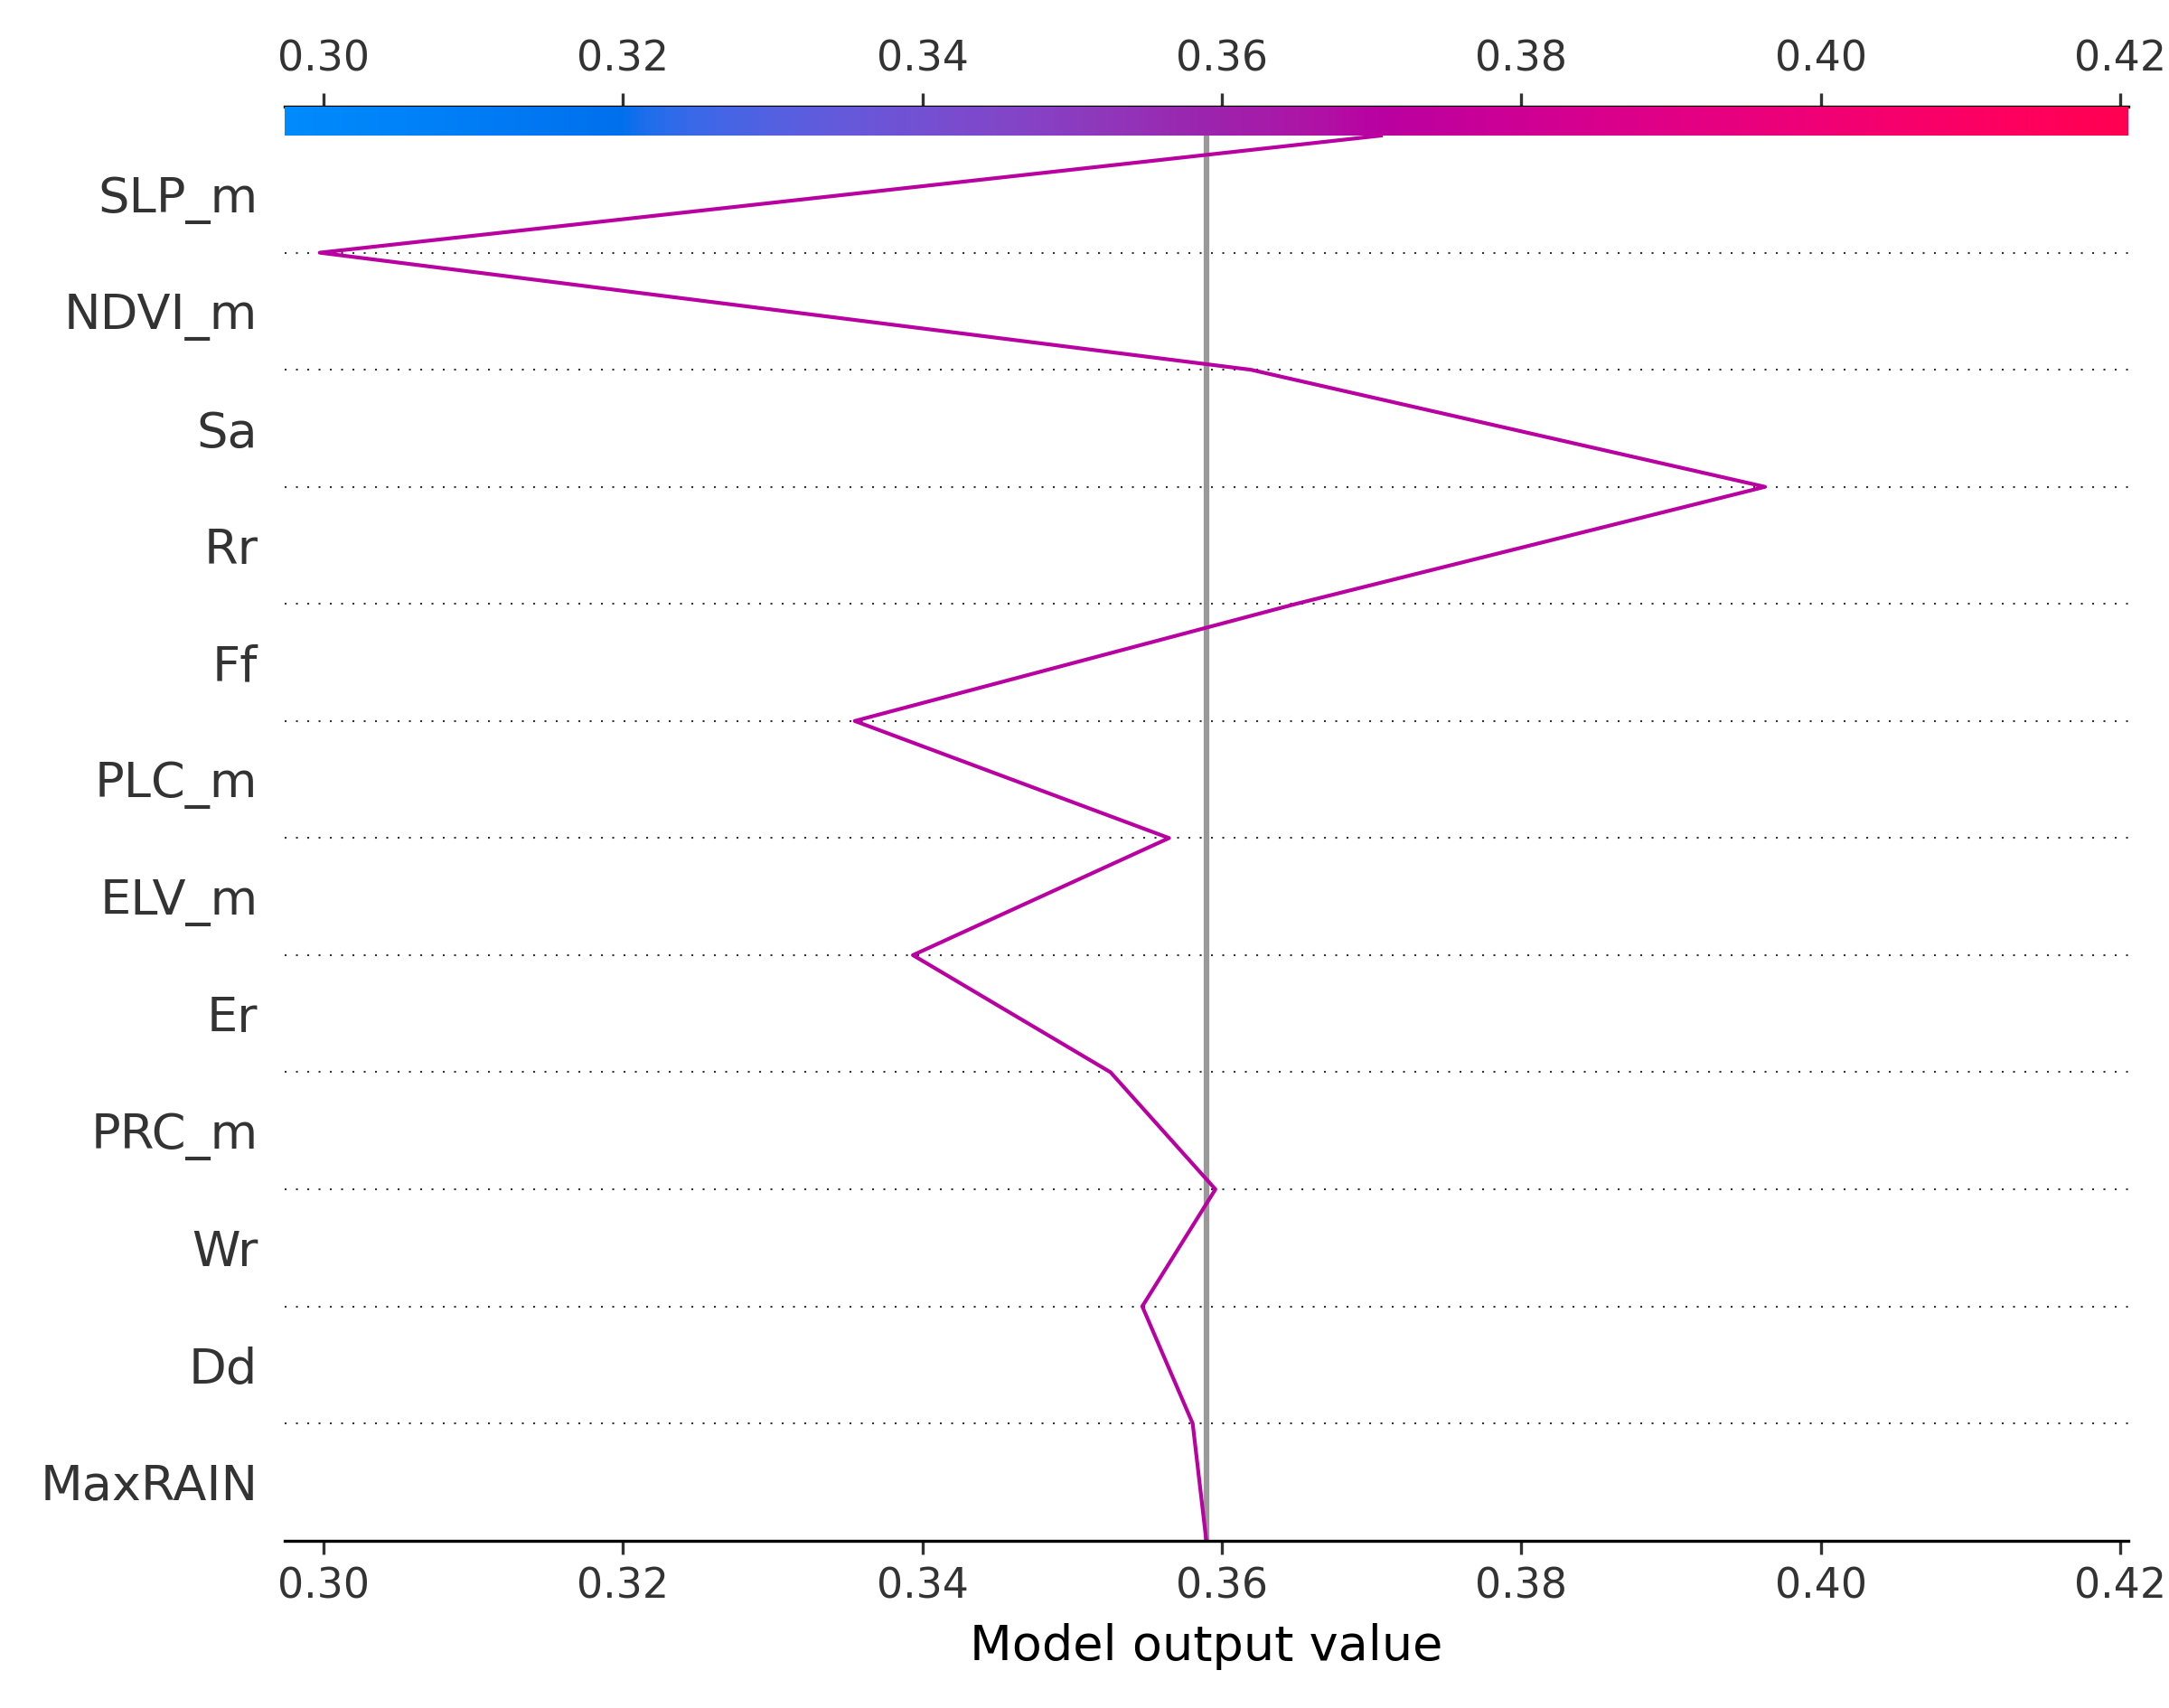 0.30 0.32 0.34 0.36 0.38 0.40 0.42
SLP_m
NDVI_m
Sa
Rr
Ff
PLC_m
ELV_m
Er
PRC_m
Wr
Dd
MaxRAIN
0.30 0.32 0.34 0.36 0.38 0.40 0.42
Model output value